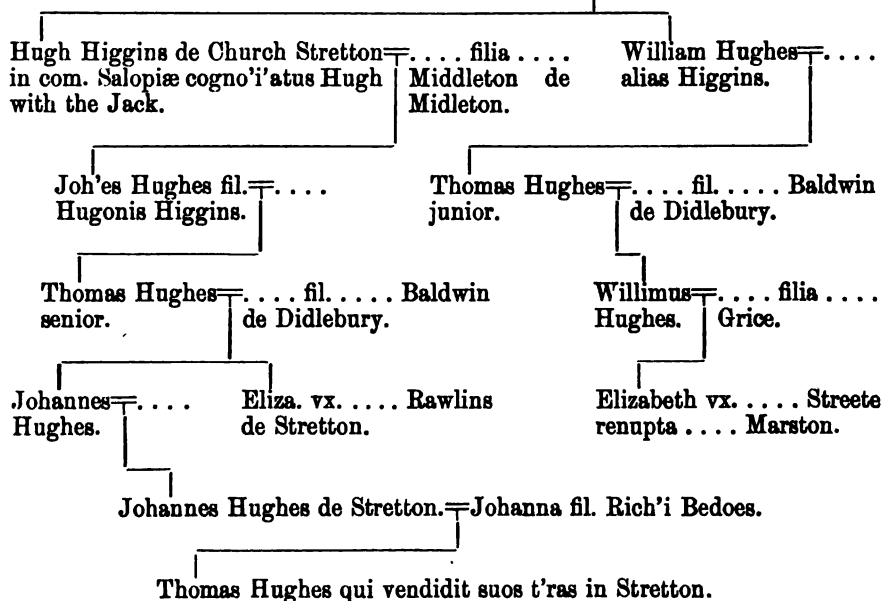 Hugh Higgins de Church Stretton=. . . . filia . . . .
in com. Salopiæ cogno'i'atus Hugh Middleton de
with the Jack. Midleton.
William Hughes=. . . .
alias Higgins.
Joh'es Hughes fil.=. . . .
Hugonis Higgins.
Thomas Hughes=. . . . fil. . . . . Baldwin
junior. de Didlebury.
Thomas Hughes=. . . . fil. . . . . Baldwin
senior. de Didlebury.
Willimus=. . . . filia . . . .
Hughes. Grice.
Johannes=. . . .
Hughes.
Eliza. vx. . . . . Rawlins
de Stretton.
Elizabeth vx. . . . . Streete
renupta . . . . Marston.
Johannes Hughes de Stretton.=Johanna fil. Rich'i Bedoes.
Thomas Hughes qui vendidit suos t'ras in Stretton.